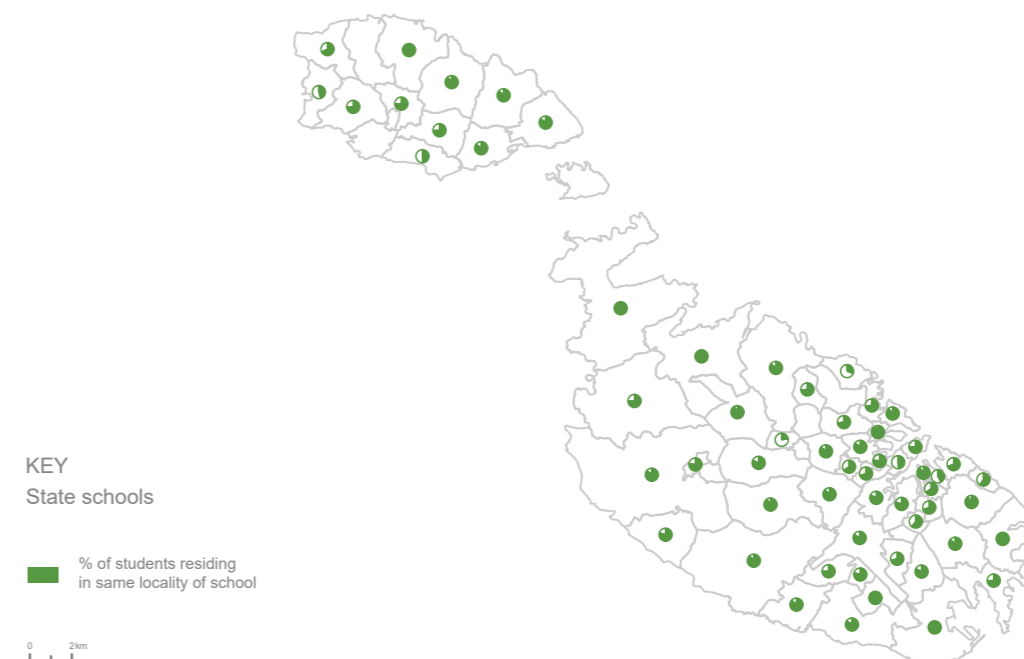 KEY
State schools
% of students residing
in same locality of school
0 2km